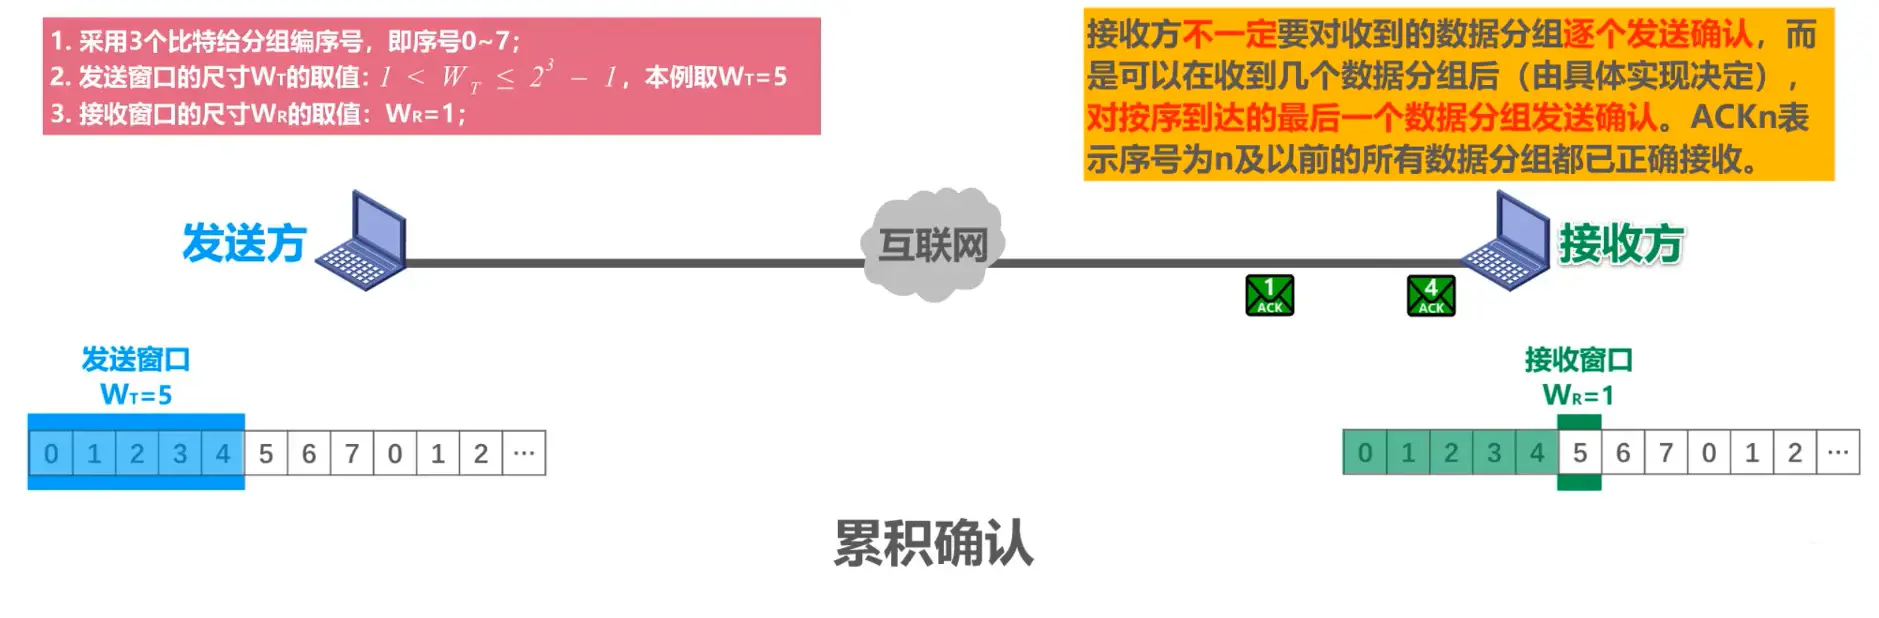 1. 采用3个比特给分组编序号，即序号0~7；
2. 发送窗口的尺寸WT的取值：1 < W_T ≤ 2³ − 1，本例取WT=5
3. 接收窗口的尺寸WR的取值：WR=1；
接收方不一定要对收到的数据分组逐个发送确认，而
是可以在收到几个数据分组后（由具体实现决定），
对按序到达的最后一个数据分组发送确认。ACKn表
示序号为n及以前的所有数据分组都已正确接收。
发送方
互联网
接收方
1
ACK
4
ACK
发送窗口
WT=5
0 1 2 3 4 5 6 7 0 1 2 ···
接收窗口
WR=1
0 1 2 3 4 5 6 7 0 1 2 ···
累积确认